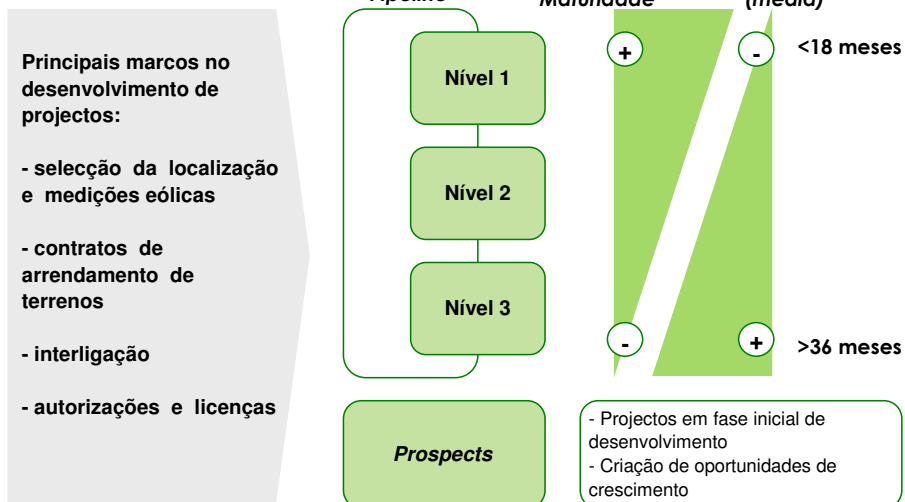 Pipeline
Maturidade
(média)
Principais marcos no
desenvolvimento de
projectos:
- selecção da localização
e medições eólicas
- contratos de
arrendamento de
terrenos
- interligação
- autorizações e licenças
Nível 1
Nível 2
Nível 3
Prospects
+
-
<18 meses
-
+
>36 meses
- Projectos em fase inicial de
desenvolvimento
- Criação de oportunidades de
crescimento